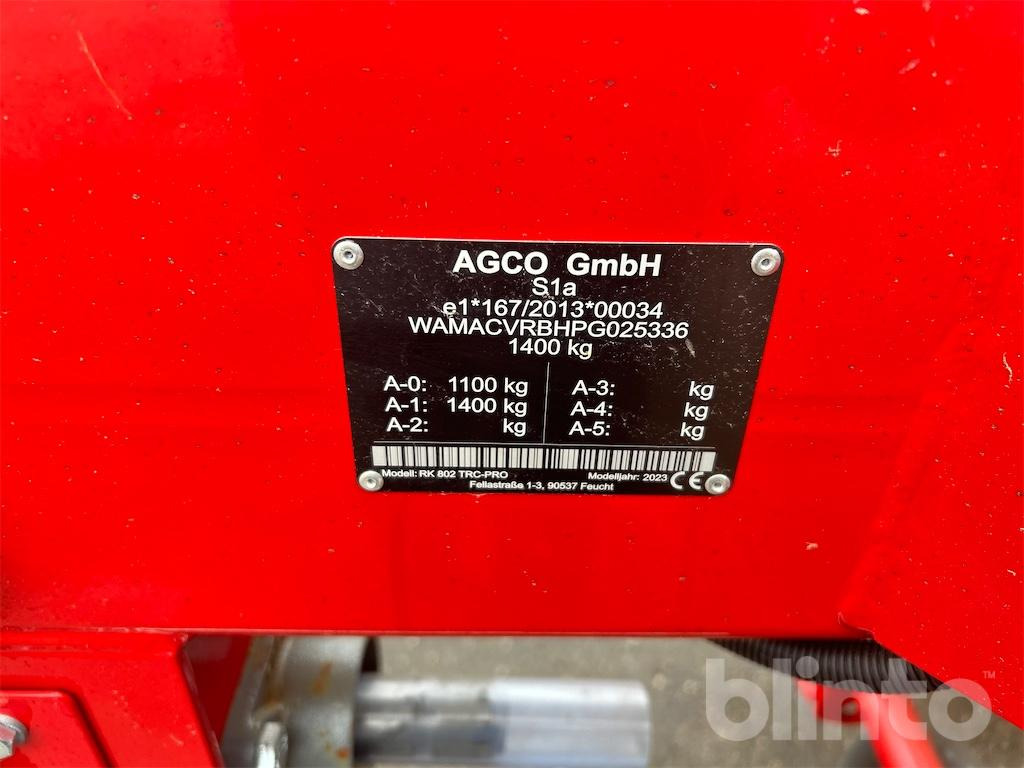 AGCO GmbH
S1a
e1*167/2013*00034
WAMACVRBHPG025336
1400 kg
A-0: 1100 kg
A-1: 1400 kg
A-2: kg
A-3: kg
A-4: kg
A-5: kg
Modell: RK 802 TRC-PRO Modelljahr: 2023 CE
Fellastraße 1-3, 90537 Feucht
blinto™